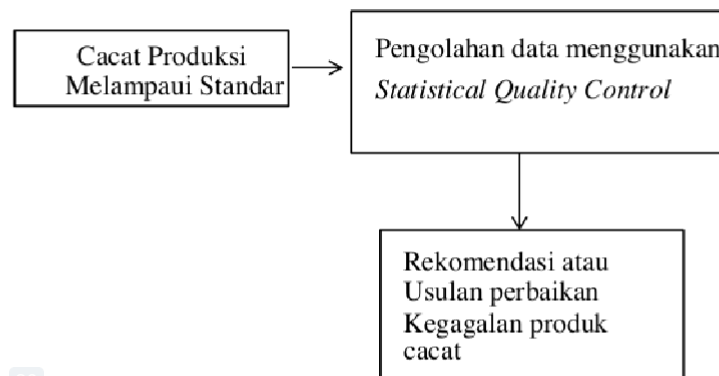 Cacat Produksi
Melampaui Standar
Pengolahan data menggunakan
Statistical Quality Control
Rekomendasi atau
Usulan perbaikan
Kegagalan produk
cacat